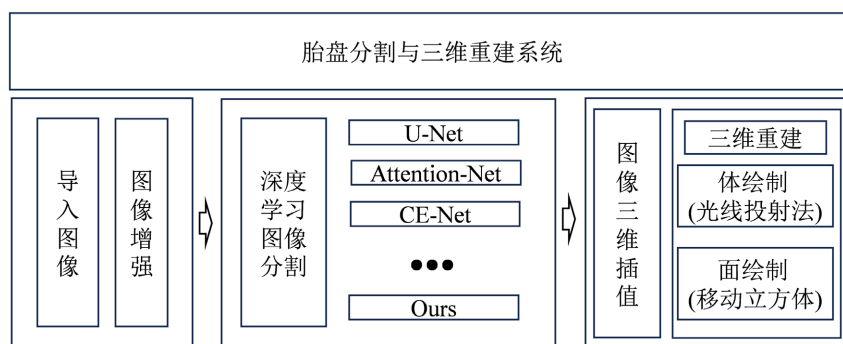 胎盘分割与三维重建系统
导入图像
图像增强
深度
学习
图像
分割
U-Net
Attention-Net
CE-Net
•••
Ours
图像三维插值
三维重建
体绘制
(光线投射法)
面绘制
(移动立方体)